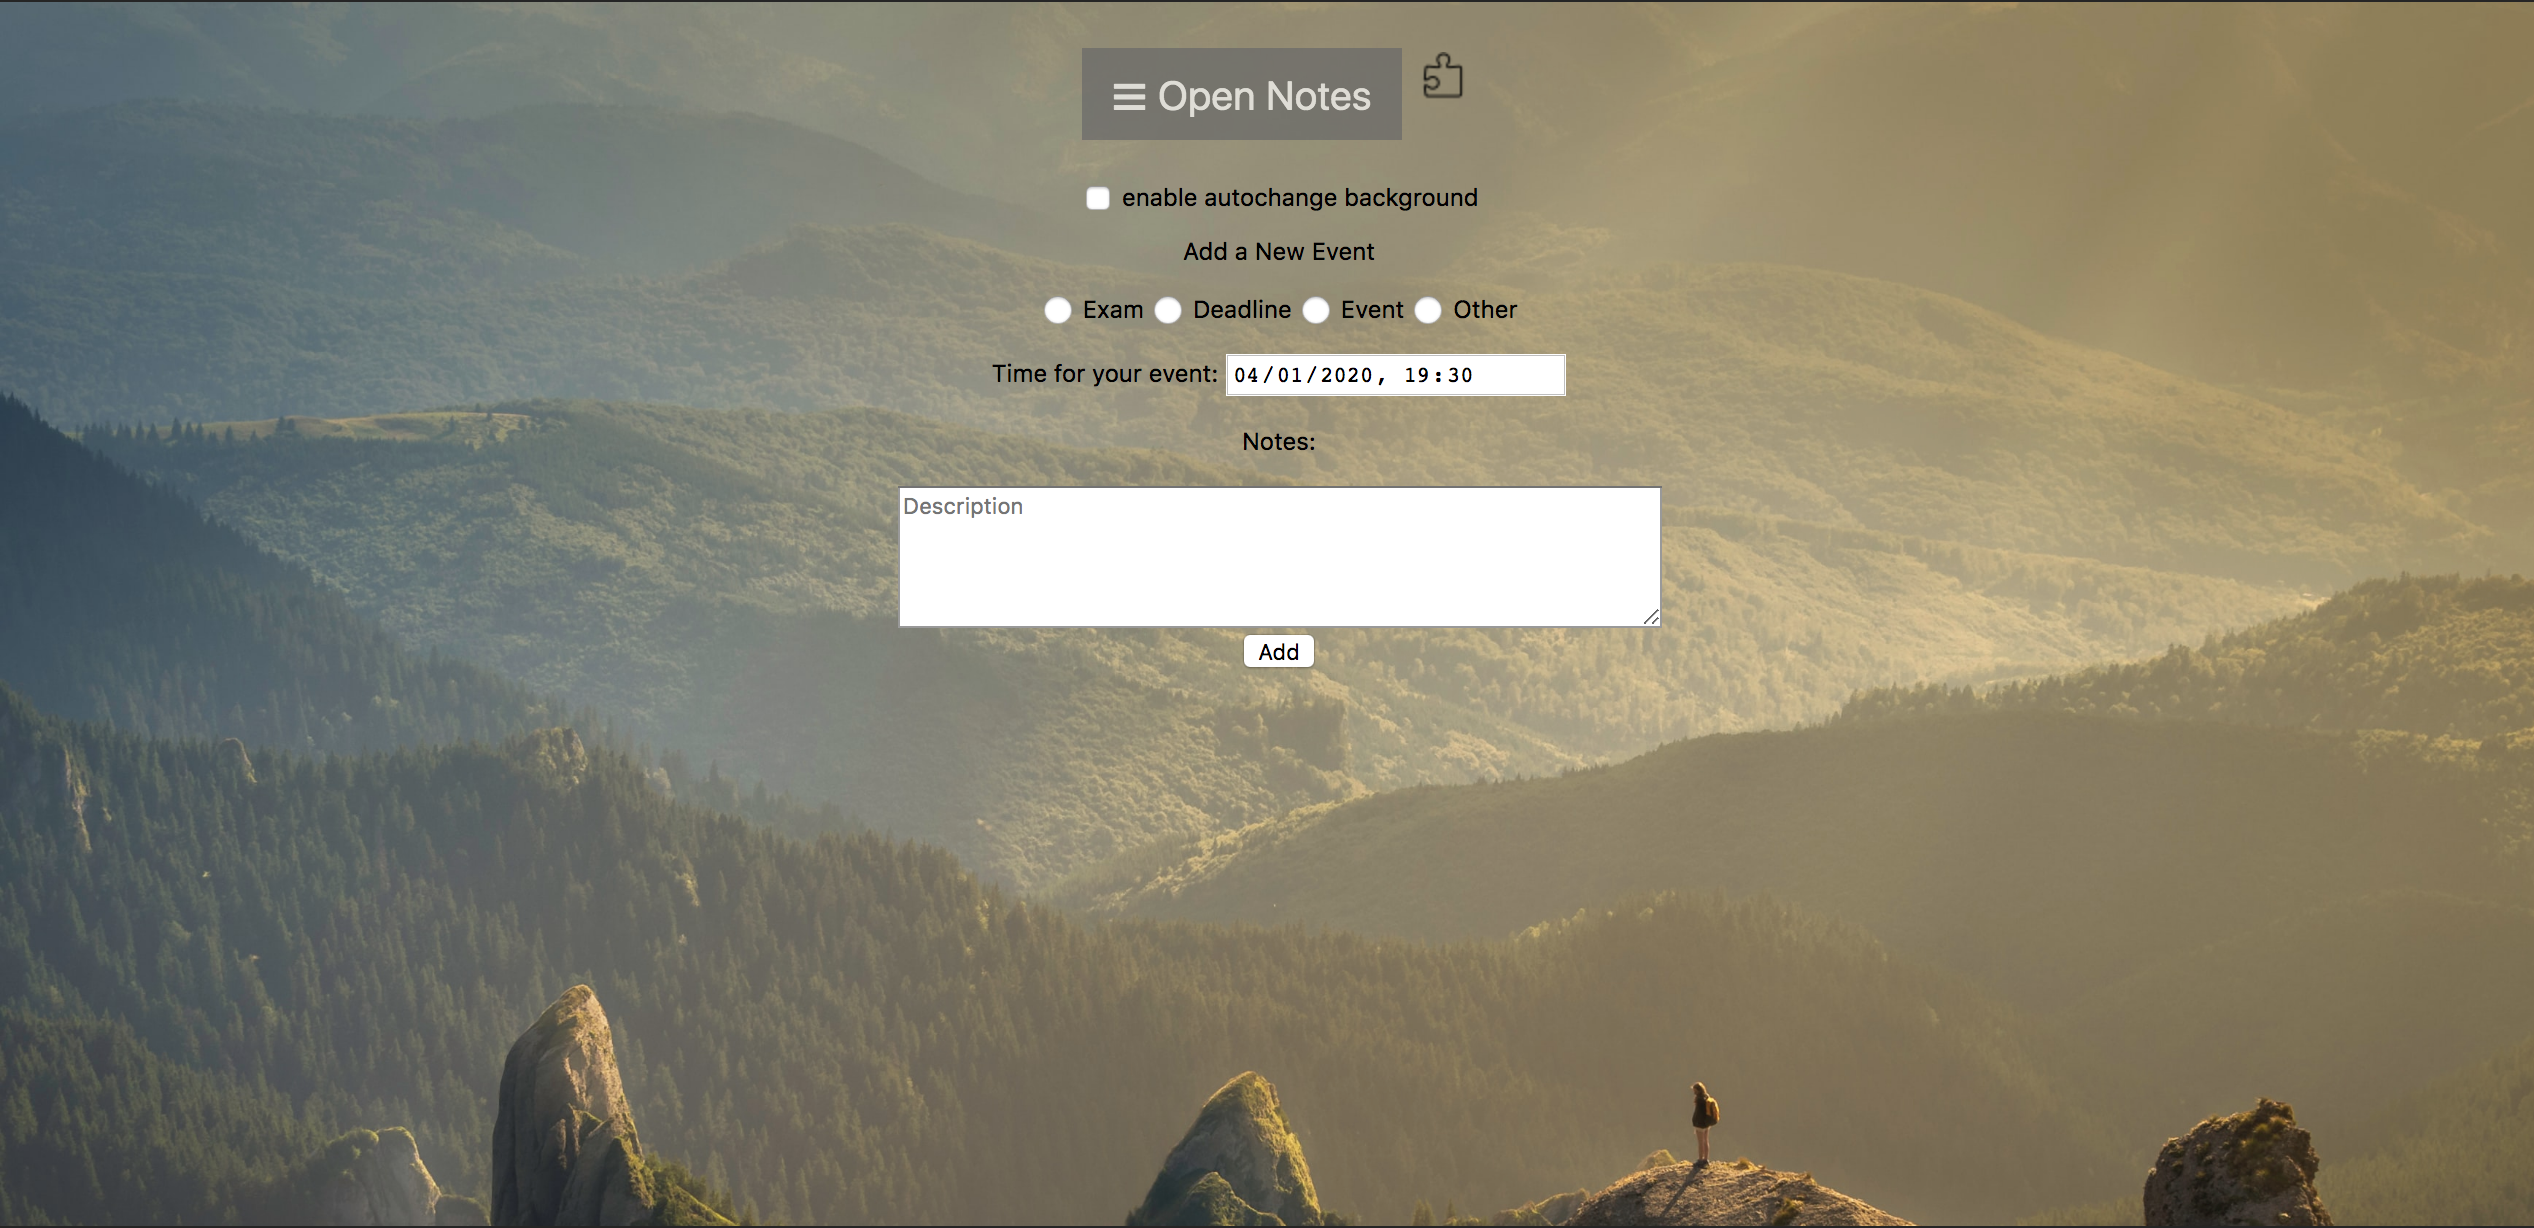 Open Notes
enable autochange background
Add a New Event
Exam Deadline Event Other
Time for your event: 04/01/2020, 19:30
Notes:
Description
Add